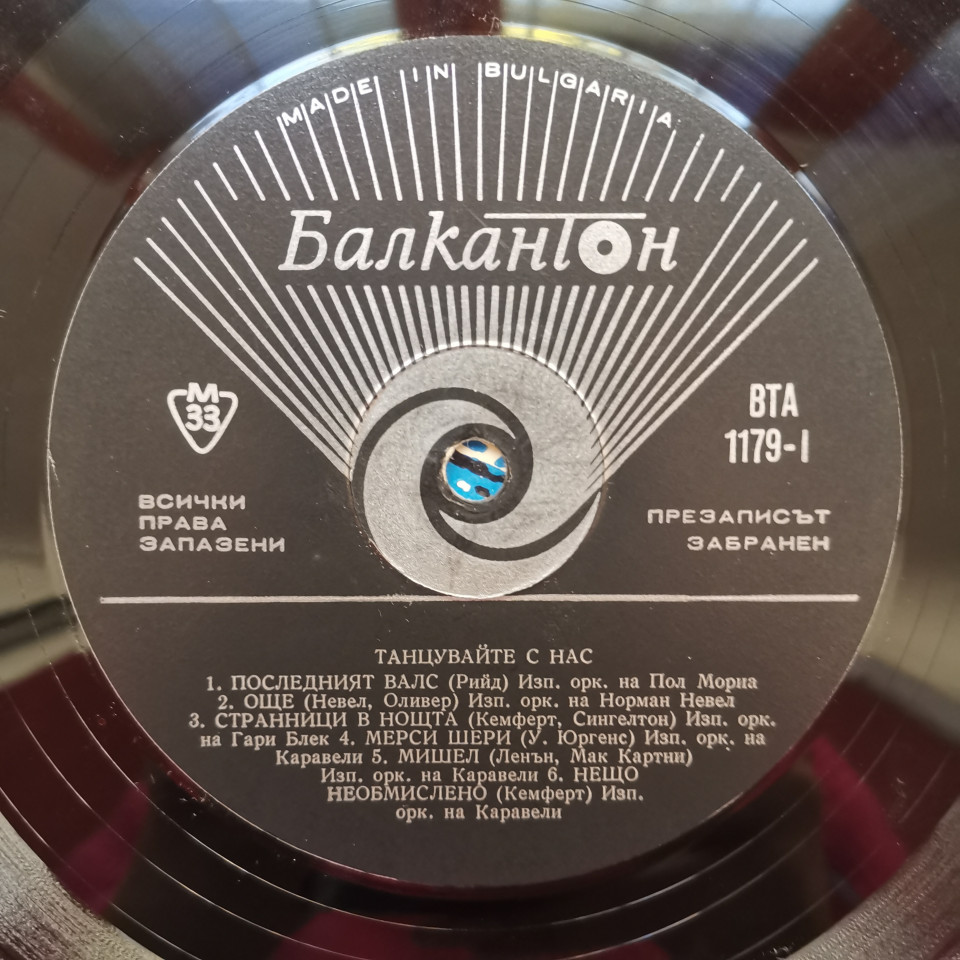 MADE IN BULGARIA
Балкантон
М
33
ВТА
1179-I
ВСИЧКИ
ПРАВА
ЗАПАЗЕНИ
ПРЕЗАПИСЪТ
ЗАБРАНЕН
ТАНЦУВАЙТЕ С НАС
1. ПОСЛЕДНИЯТ ВАЛС (Рийд) Изп. орк. на Пол Мориа
2. ОЩЕ (Невел, Оливер) Изп. орк. на Норман Невел
3. СТРАННИЦИ В НОЩТА (Кемферт, Сингелтон) Изп. орк.
на Гари Блек 4. МЕРСИ ШЕРИ (У. Юргенс) Изп. орк. на
Каравели 5. МИШЕЛ (Ленън, Мак Картни)
Изп. орк. на Каравели 6. НЕЩО
НЕОБМИСЛЕНО (Кемферт) Изп.
орк. на Каравели